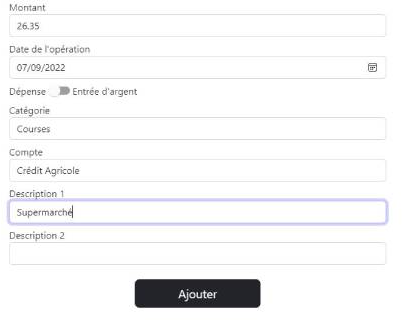 Montant
26.35
Date de l'opération
07/09/2022
Dépense Entrée d'argent
Catégorie
Courses
Compte
Crédit Agricole
Description 1
Supermarché
Description 2
Ajouter